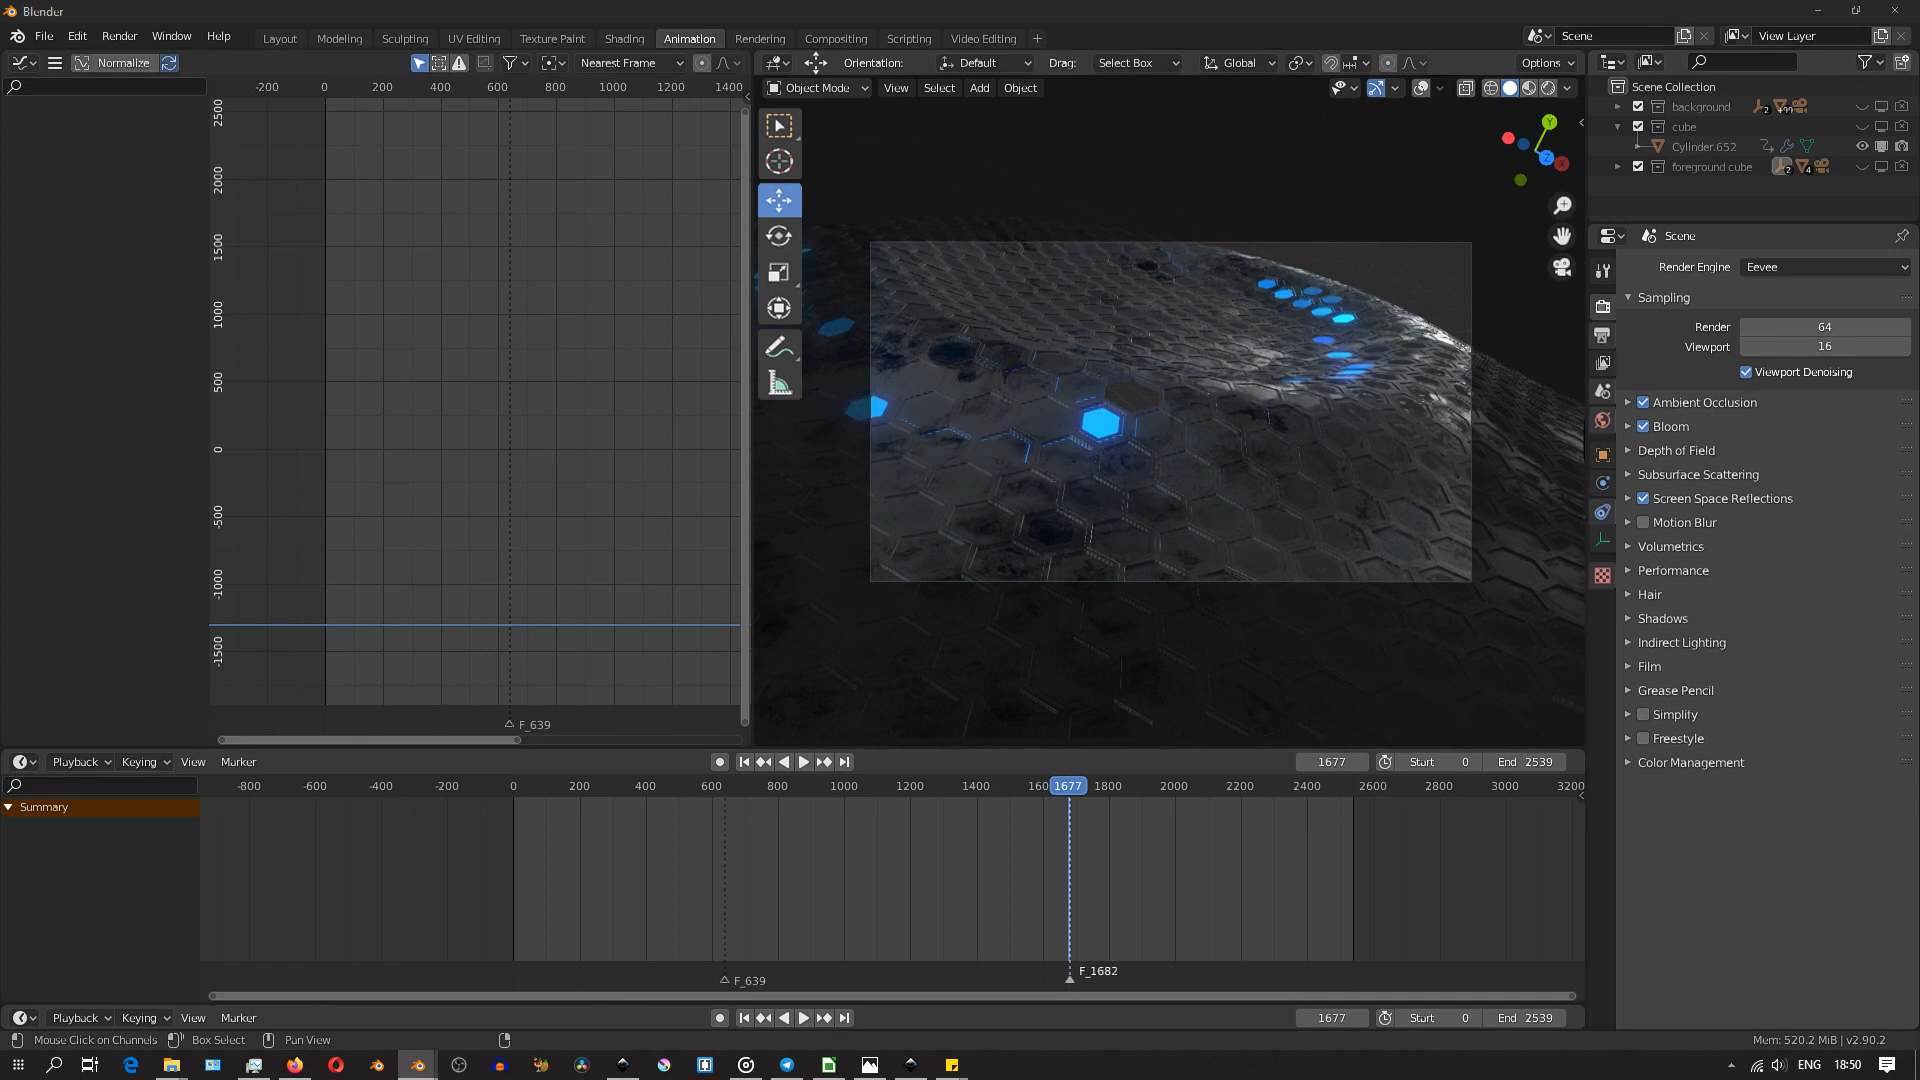 Blender
File Edit Render Window Help
Layout Modeling Sculpting UV Editing Texture Paint Shading Animation Rendering Compositing Scripting Video Editing +
Scene
View Layer
Normalize
Nearest Frame
Orientation: Default Drag: Select Box Global Options
Object Mode View Select Add Object
-200 0 200 400 600 800 1000 1200 1400
2500
2000
1500
1000
500
0
-500
-1000
-1500
F_639
Scene Collection
background 2 +99
cube
Cylinder.652
foreground cube 2 4
Y
Z
X
Scene
Render Engine Eevee
Sampling
Render 64
Viewport 16
Viewport Denoising
Ambient Occlusion
Bloom
Depth of Field
Subsurface Scattering
Screen Space Reflections
Motion Blur
Volumetrics
Performance
Hair
Shadows
Indirect Lighting
Film
Grease Pencil
Simplify
Freestyle
Color Management
Playback Keying View Marker
1677 Start 0 End 2539
-800 -600 -400 -200 0 200 400 600 800 1000 1200 1400 160 1677 1800 2000 2200 2400 2600 2800 3000 3200
Summary
F_639
F_1682
Playback Keying View Marker
1677 Start 0 End 2539
Mouse Click on Channels Box Select Pan View
Mem: 520.2 MiB | v2.90.2
ENG 18:50